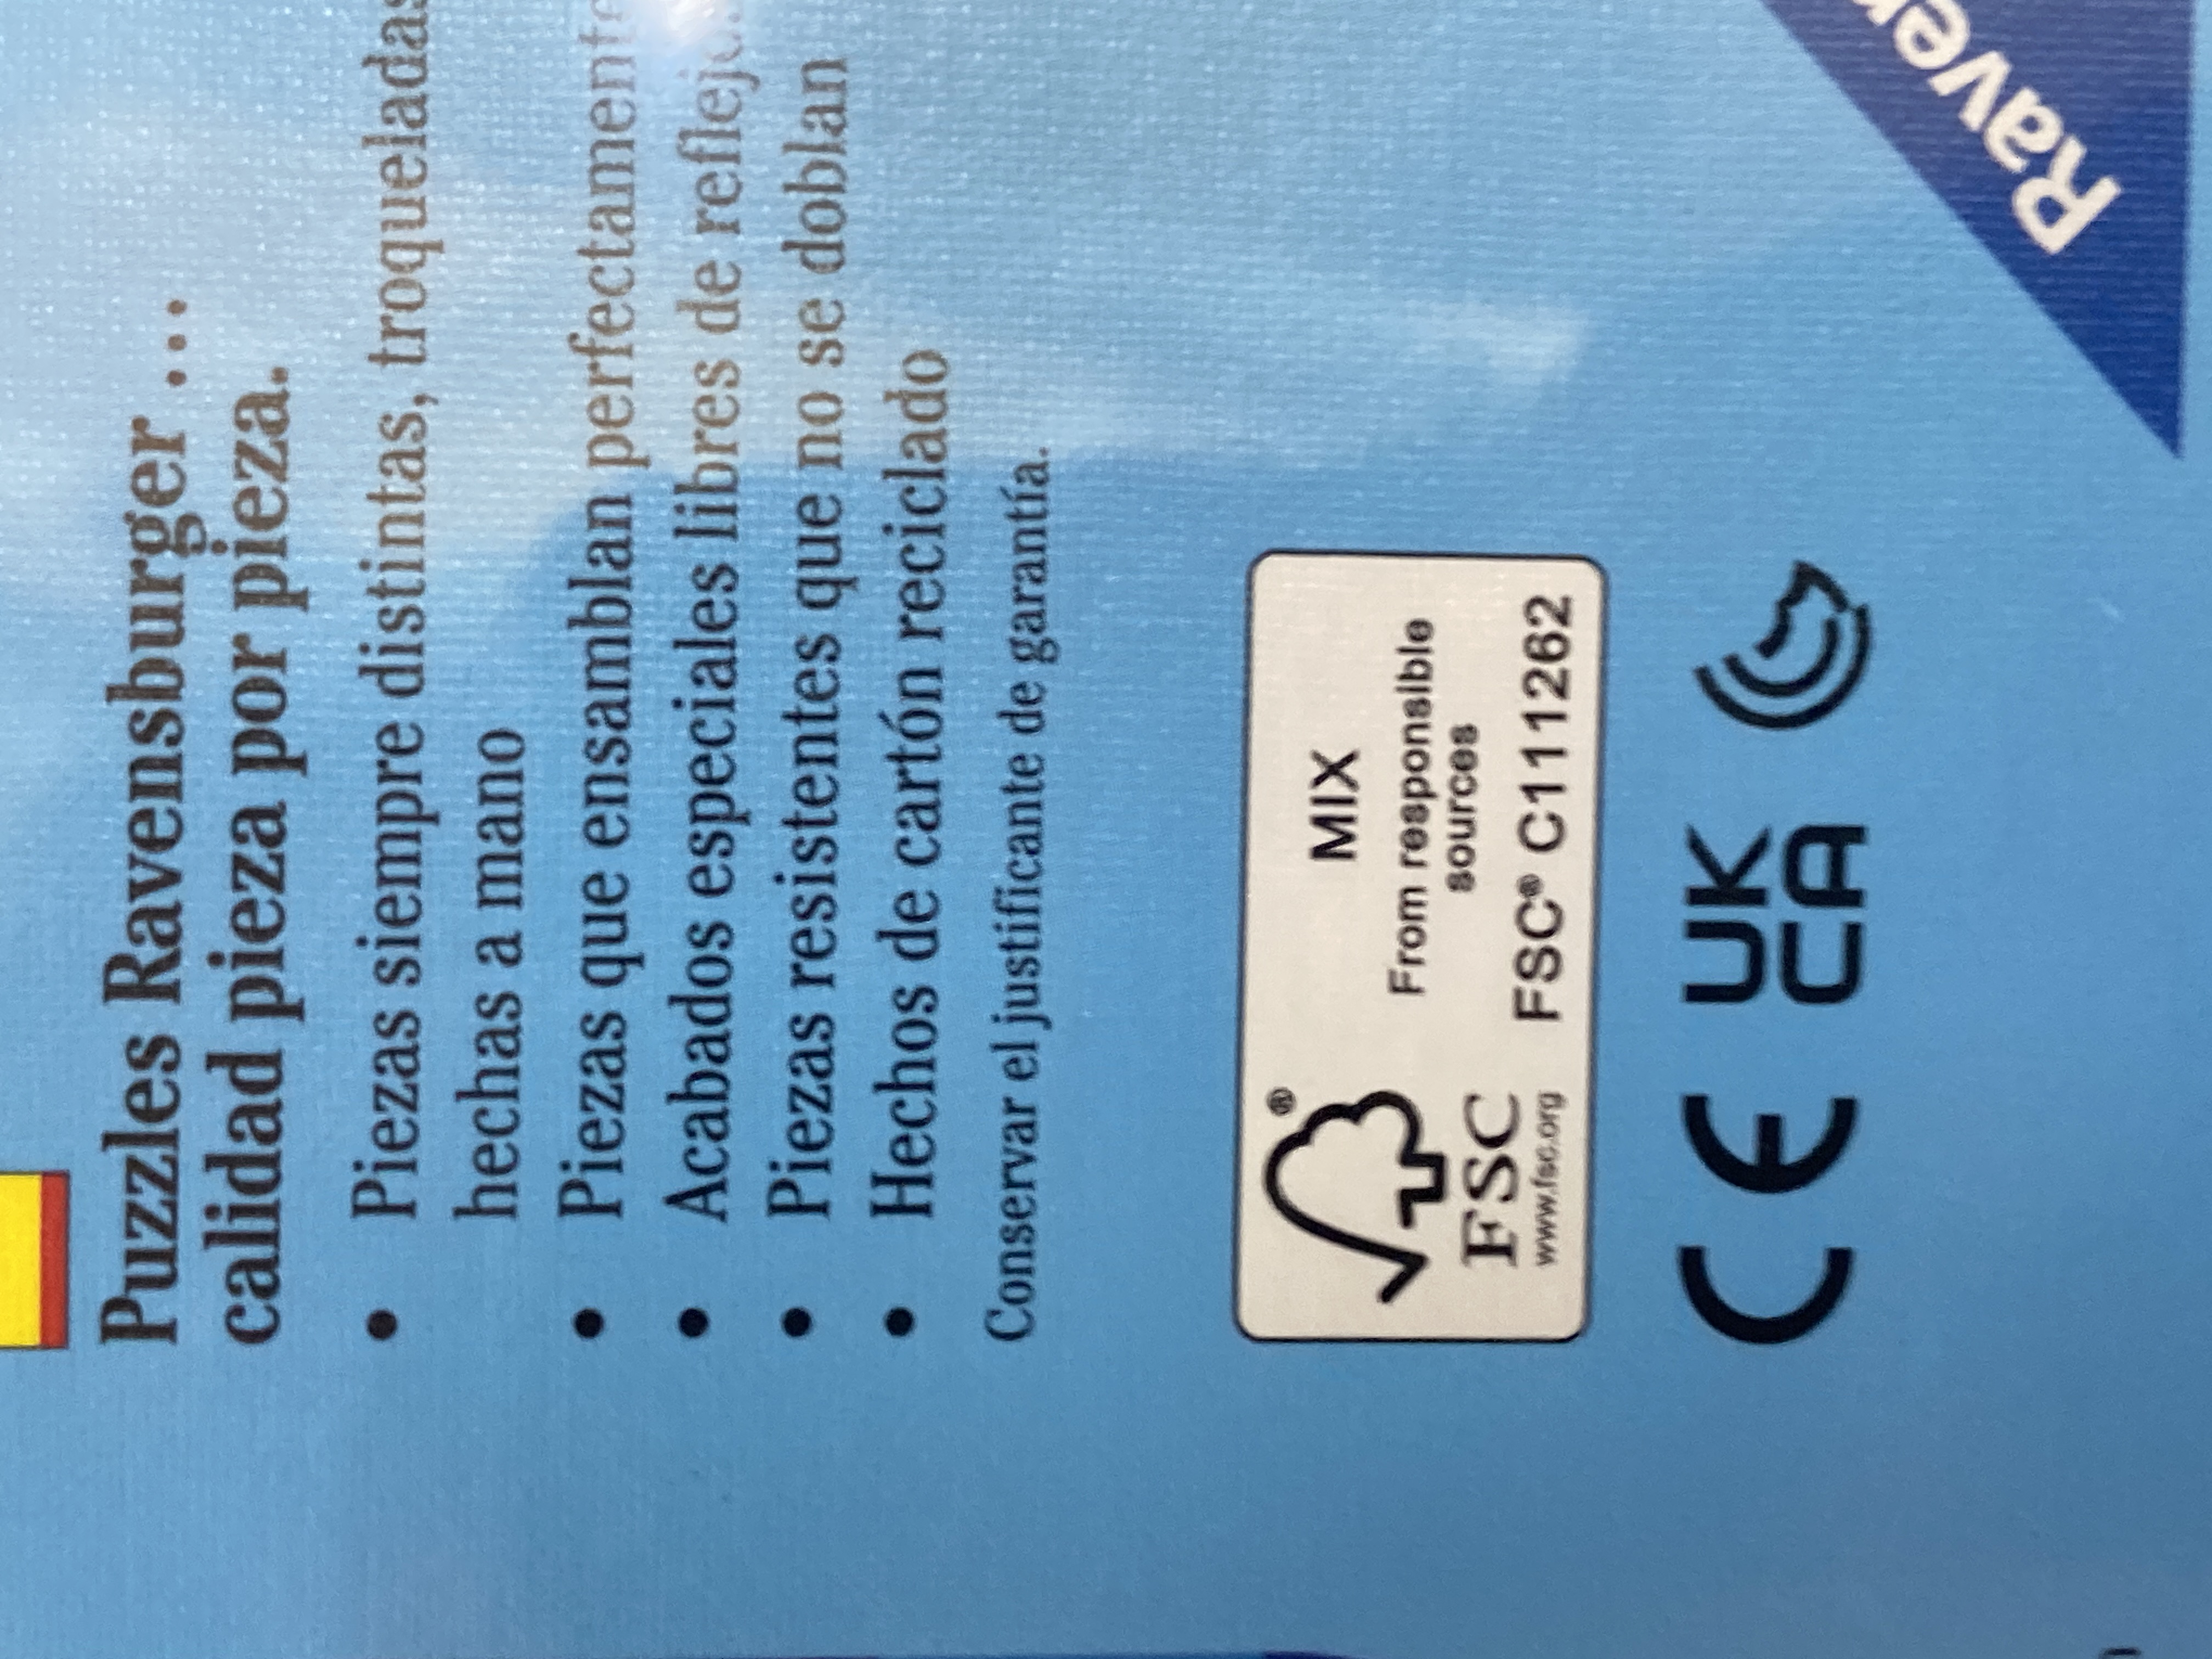 Puzzles Ravensburger ...
calidad pieza por pieza.
• Piezas siempre distintas, troqueladas
hechas a mano
• Piezas que ensamblan perfectamente
• Acabados especiales libres de reflejos
• Piezas resistentes que no se doblan
• Hechos de cartón reciclado
Conservar el justificante de garantía.
®
FSC
www.fsc.org
MIX
From responsible
sources
FSC® C111262
CE
UK
CA
Raven